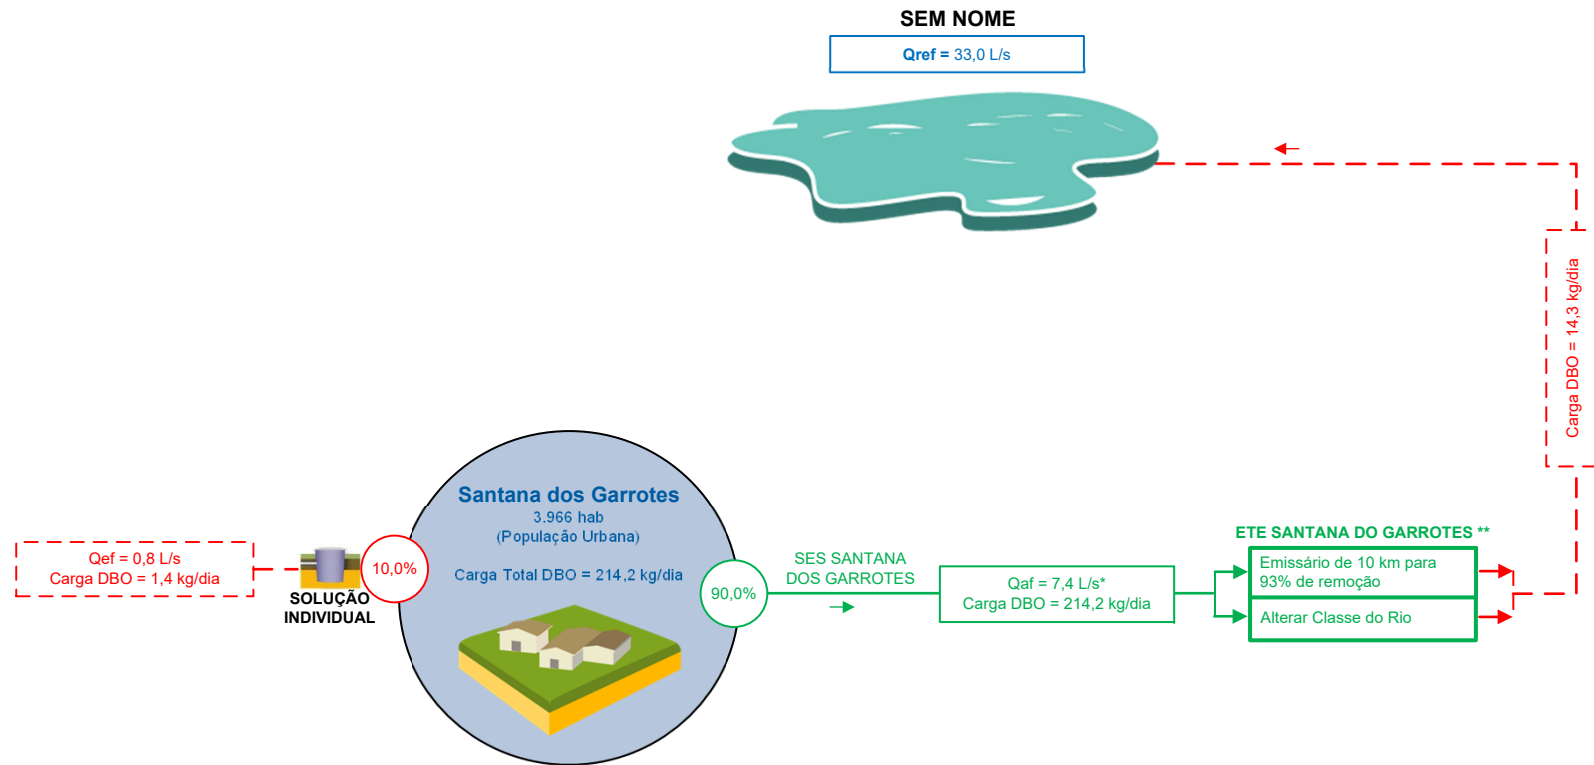 SEM NOME
Qref = 33,0 L/s
Carga DBO = 14,3 kg/dia
Santana dos Garrotes
3.966 hab
(População Urbana)
Carga Total DBO = 214,2 kg/dia
Qef = 0,8 L/s
Carga DBO = 1,4 kg/dia
SOLUÇÃO
INDIVIDUAL
10,0%
90,0%
SES SANTANA
DOS GARROTES
Qaf = 7,4 L/s*
Carga DBO = 214,2 kg/dia
ETE SANTANA DO GARROTES **
Emissário de 10 km para
93% de remoção
Alterar Classe do Rio